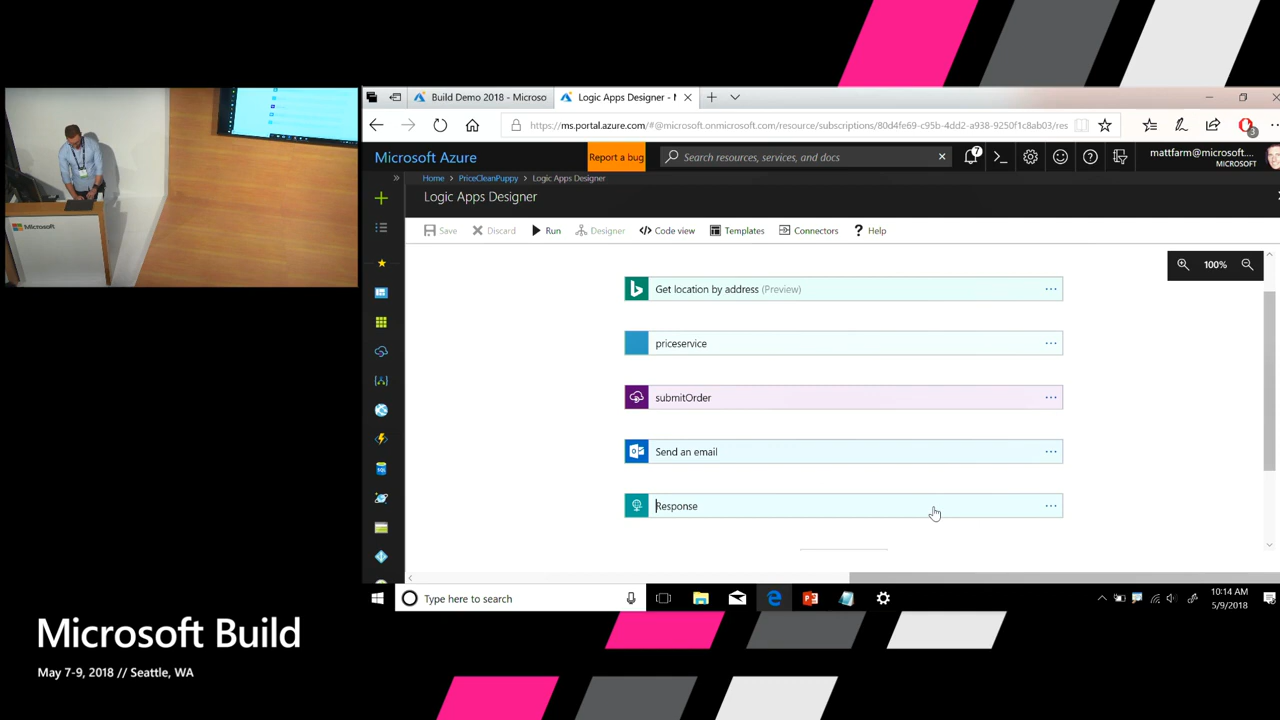 Build Demo 2018 - Microso
Logic Apps Designer - M
https://ms.portal.azure.com/#@microsoft.onmicrosoft.com/resource/subscriptions/80d4fe69-c95b-4dd2-a938-9250f1c8ab03/res
3
Microsoft Azure
Report a bug
Search resources, services, and docs
7
mattfarm@microsoft....
MICROSOFT
Home > PriceCleanPuppy > Logic Apps Designer
Logic Apps Designer
Save
Discard
Run
Designer
Code view
Templates
Connectors
Help
100%
Get location by address (Preview)
priceservice
submitOrder
Send an email
Response
Microsoft
Type here to search
10:14 AM
5/9/2018
Microsoft Build
May 7-9, 2018 // Seattle, WA